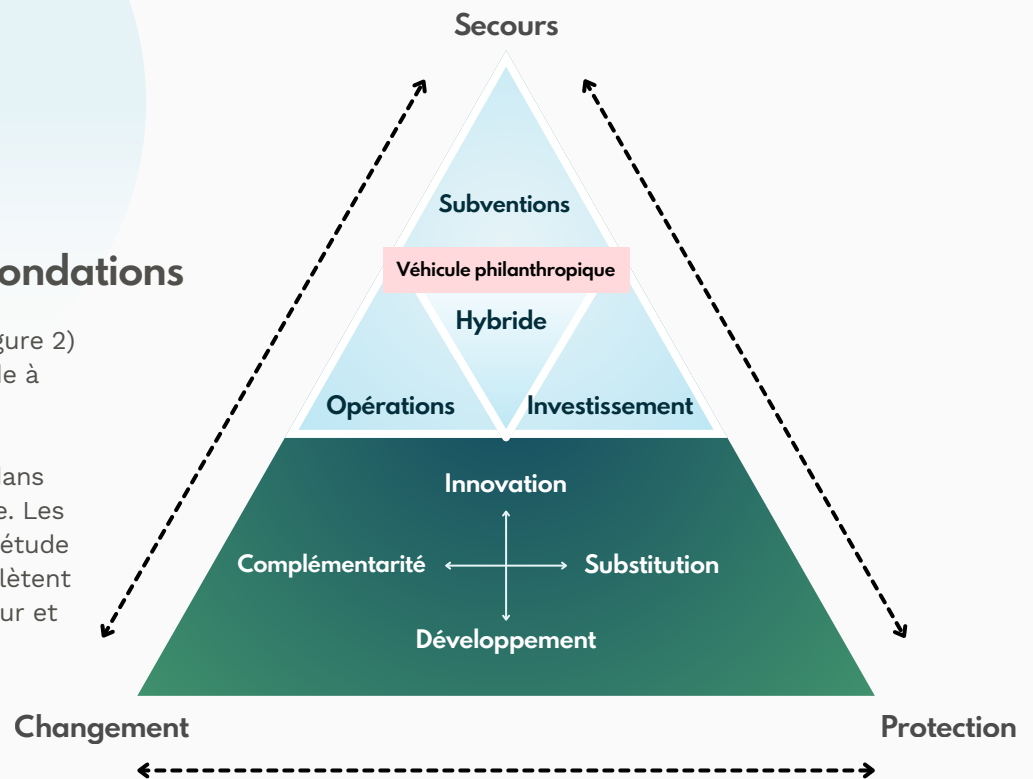 Secours
Subventions
ondations
Véhicule philanthropique
Hybride
gure 2)
le à
Opérations
Investissement
lans
e. Les
étude
lètent
ur et
Innovation
Complémentarité
Substitution
Développement
Changement
Protection